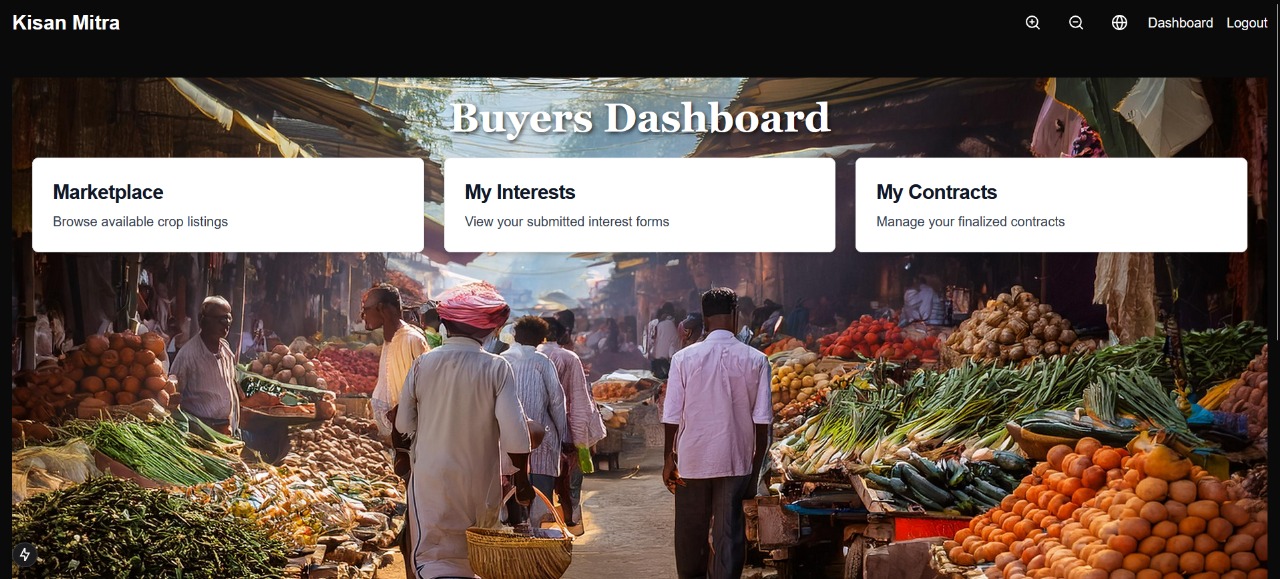 Kisan Mitra
Dashboard Logout
Buyers Dashboard
Marketplace
Browse available crop listings
My Interests
View your submitted interest forms
My Contracts
Manage your finalized contracts